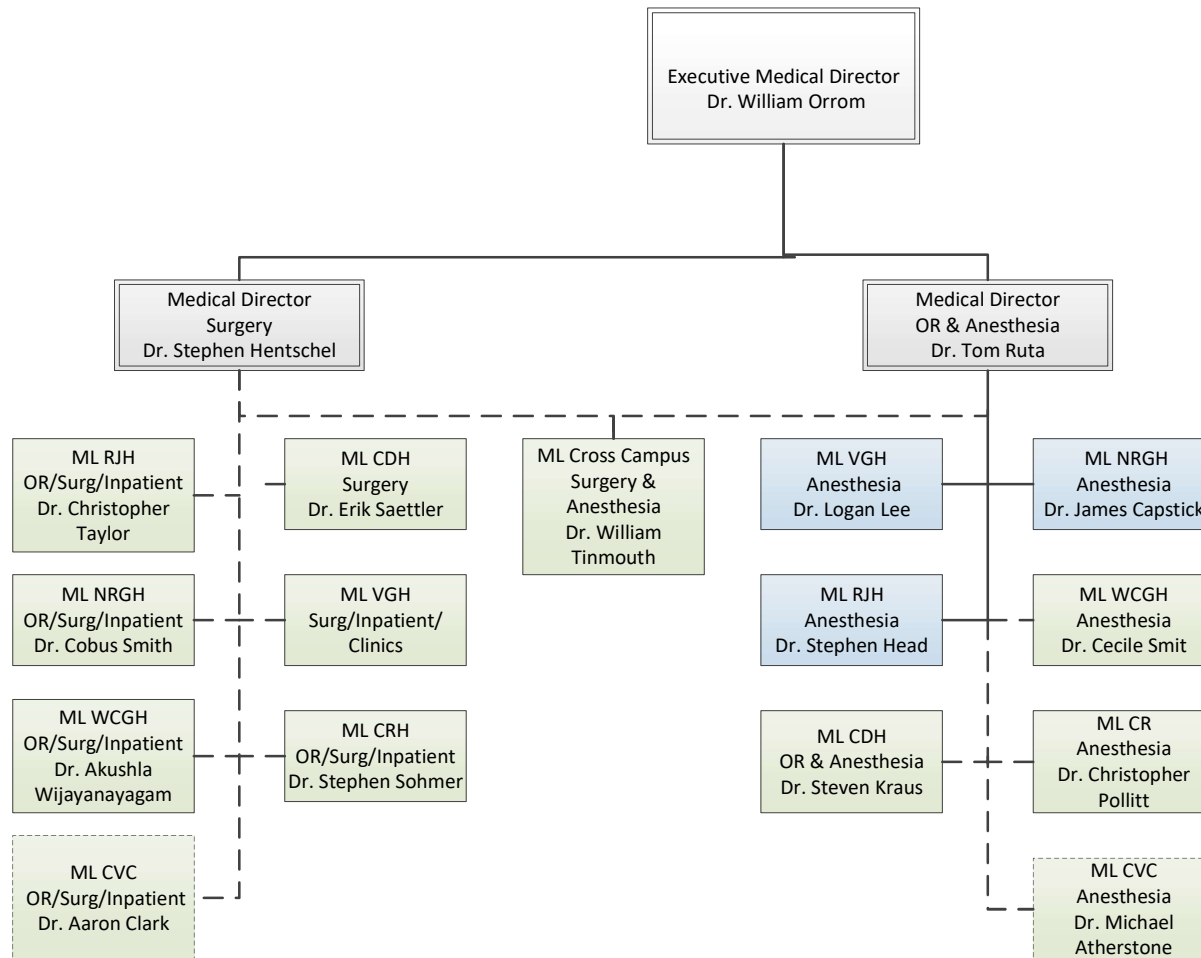 Executive Medical Director
Dr. William Orrom
Medical Director
Surgery
Dr. Stephen Hentschel
Medical Director
OR & Anesthesia
Dr. Tom Ruta
ML RJH
OR/Surg/Inpatient
Dr. Christopher
Taylor
ML CDH
Surgery
Dr. Erik Saettler
ML Cross Campus
Surgery &
Anesthesia
Dr. William
Tinmouth
ML VGH
Anesthesia
Dr. Logan Lee
ML NRGH
Anesthesia
Dr. James Capstick
ML NRGH
OR/Surg/Inpatient
Dr. Cobus Smith
ML VGH
Surg/Inpatient/
Clinics
ML RJH
Anesthesia
Dr. Stephen Head
ML WCGH
Anesthesia
Dr. Cecile Smit
ML WCGH
OR/Surg/Inpatient
Dr. Akushla
Wijayanayagam
ML CRH
OR/Surg/Inpatient
Dr. Stephen Sohmer
ML CDH
OR & Anesthesia
Dr. Steven Kraus
ML CR
Anesthesia
Dr. Christopher
Pollitt
ML CVC
OR/Surg/Inpatient
Dr. Aaron Clark
ML CVC
Anesthesia
Dr. Michael
Atherstone